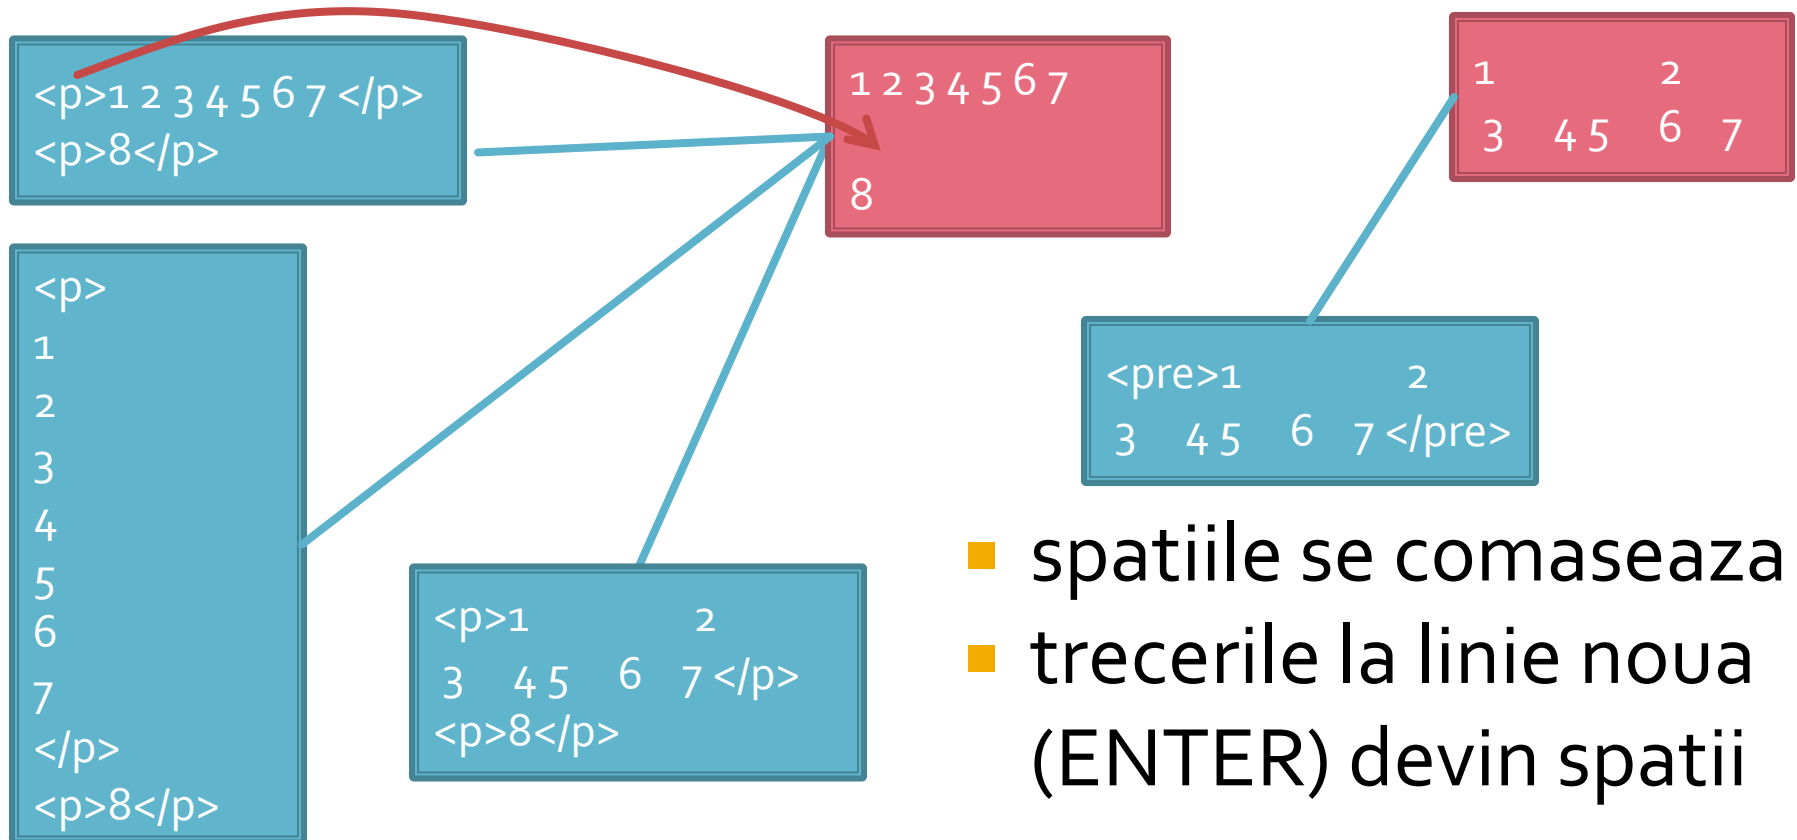 <p>1 2 3 4 5 6 7 </p>
<p>8</p>
1 2 3 4 5 6 7
8
1 2
3 4 5 6 7
<p>
1
2
3
4
5
6
7
</p>
<p>8</p>
<p>1 2
3 4 5 6 7 </p>
<p>8</p>
<pre>1 2
3 4 5 6 7 </pre>
spatiile se comaseaza
trecerile la linie noua
(ENTER) devin spatii